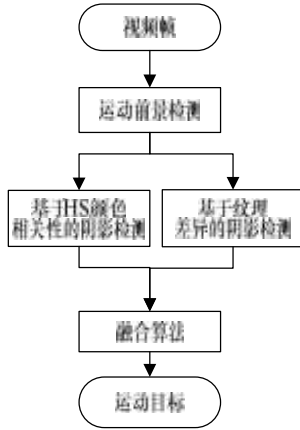 视频帧
运动前景检测
基于HS颜色
相关性的阴影检测
基于纹理
差异的阴影检测
融合算法
运动目标